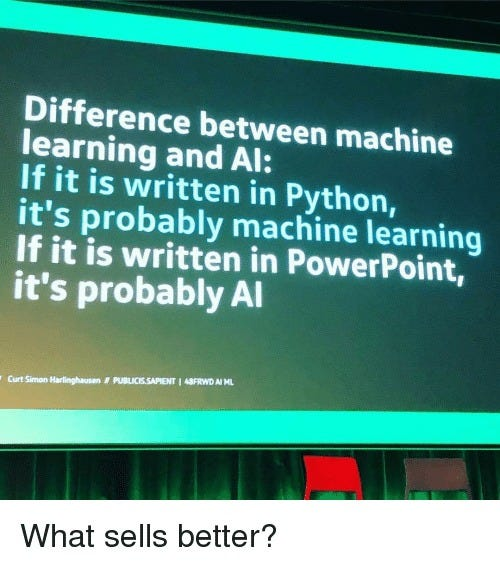 Difference between machine
learning and AI:
If it is written in Python,
it's probably machine learning
If it is written in PowerPoint,
it's probably AI
Curt Simon Harlinghausen // PUBLICIS.SAPIENT | 48FRWD AI ML
What sells better?